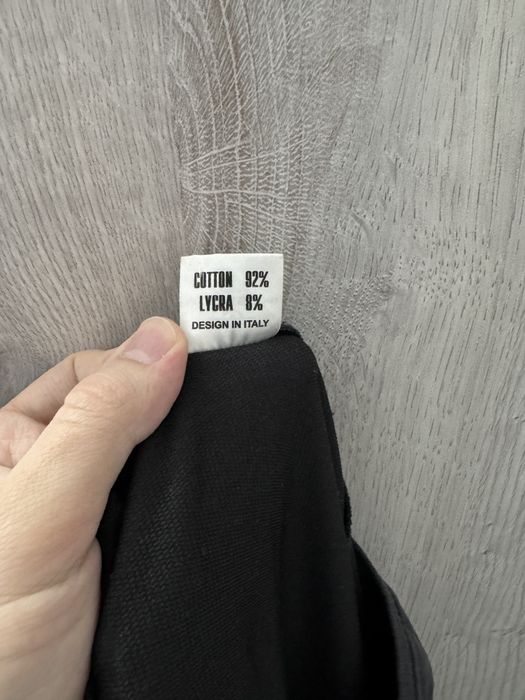 COTTON 92%
LYCRA 8%
DESIGN IN ITALY